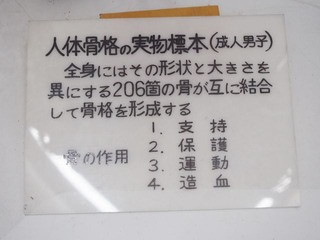 人体骨格の実物標本(成人男子)
全身にはその形状と大きさを
異にする206箇の骨が互に結合
して骨格を形成する
骨の作用
1. 支持
2. 保護
3. 運動
4. 造血